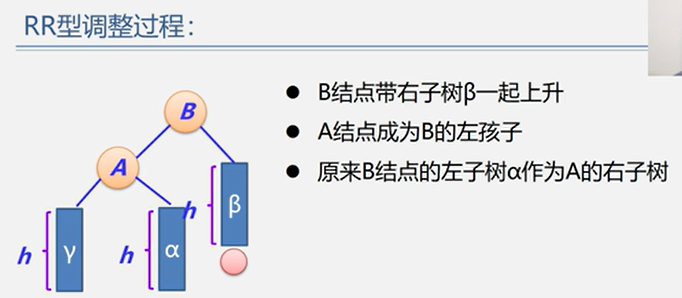 RR型调整过程：
● B结点带右子树β一起上升
● A结点成为B的左孩子
● 原来B结点的左子树α作为A的右子树
B
A
h
β
h
γ
h
α